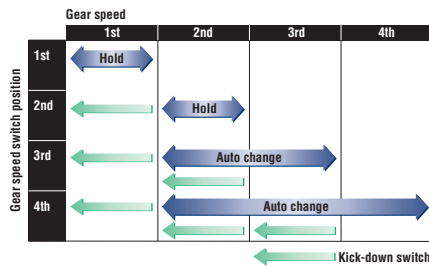 Gear speed
1st 2nd 3rd 4th
Gear speed switch position
1st
Hold
2nd
Hold
3rd
Auto change
4th
Auto change
Kick-down switch